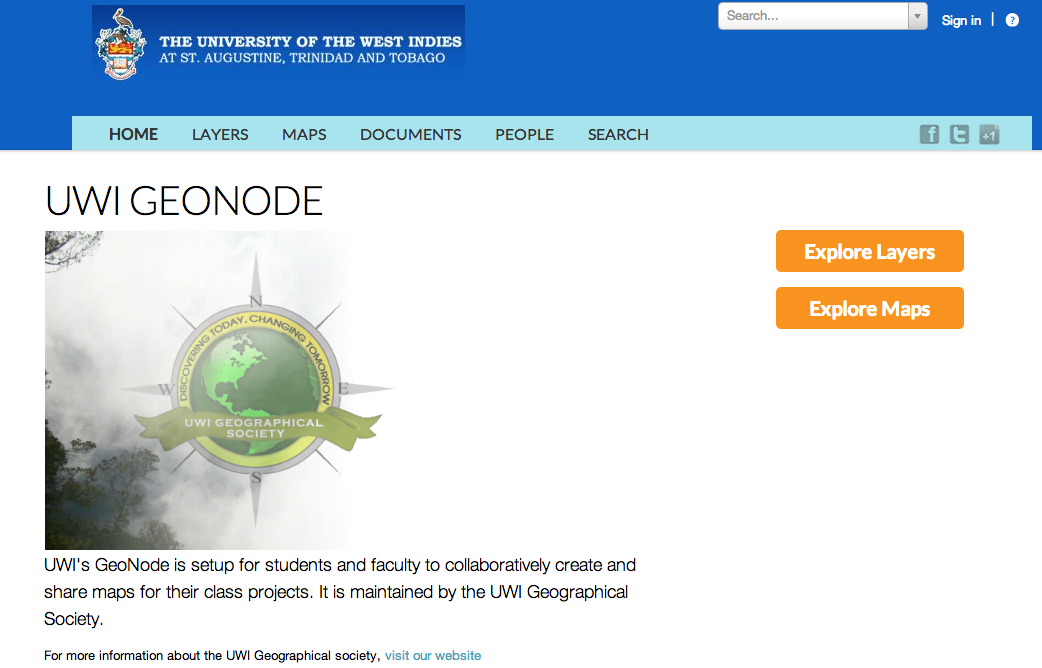 THE UNIVERSITY OF THE WEST INDIES
AT ST. AUGUSTINE, TRINIDAD AND TOBAGO
Search...
Sign in | ?
HOME LAYERS MAPS DOCUMENTS PEOPLE SEARCH
f t +1
UWI GEONODE
Explore Layers
Explore Maps
N
DISCOVERING TODAY, CHANGING TOMORROW
W E
UWI GEOGRAPHICAL
SOCIETY
S
UWI's GeoNode is setup for students and faculty to collaboratively create and
share maps for their class projects. It is maintained by the UWI Geographical
Society.
For more information about the UWI Geographical society, visit our website